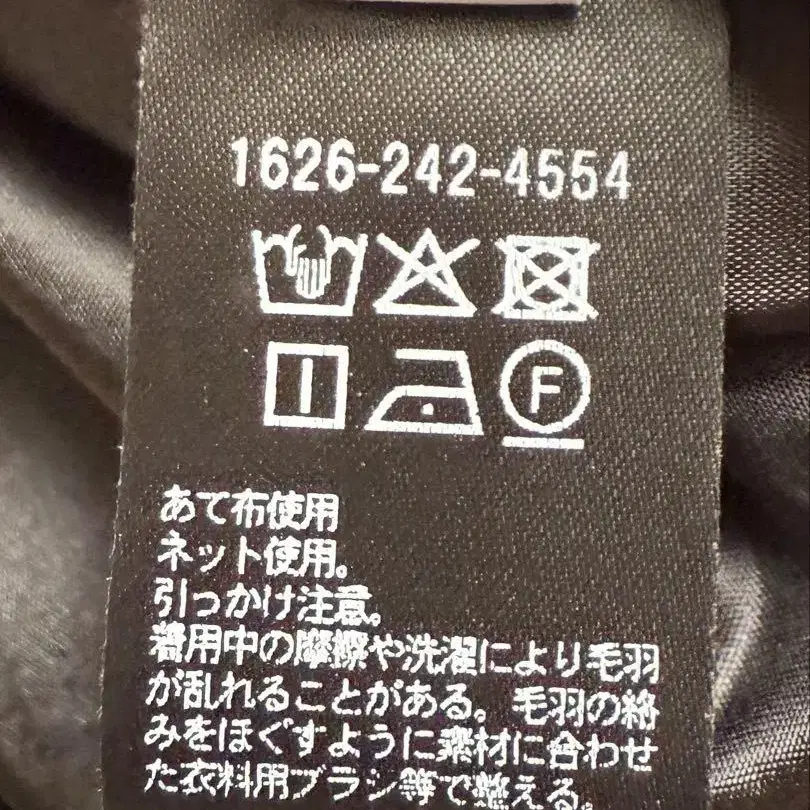 1626-242-4554
F
あて布使用
ネット使用。
引っかけ注意。
着用中の摩擦や洗濯により毛羽
が乱れることがある。毛羽の絡
みをほぐすように素材に合わせ
た衣料用ブラシ等で整える。